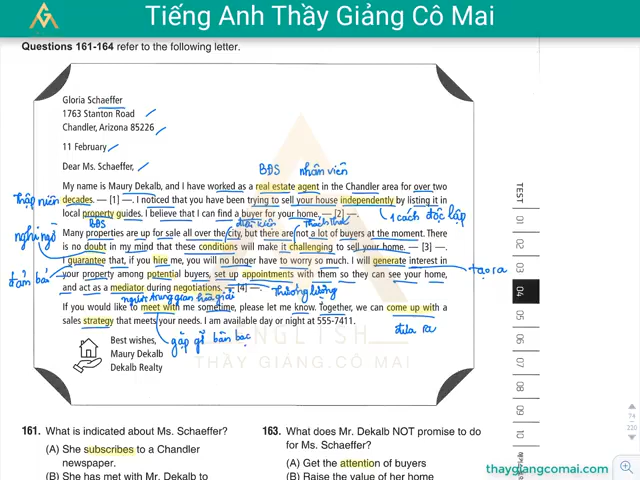 Tiếng Anh Thầy Giảng Cô Mai
Questions 161-164 refer to the following letter.
Gloria Schaeffer
1763 Stanton Road
Chandler, Arizona 85226
11 February
Dear Ms. Schaeffer,
BĐS nhân viên
My name is Maury Dekalb, and I have worked as a real estate agent in the Chandler area for over two
thập niên
decades. — [1] —. I noticed that you have been trying to sell your house independently by listing it in
local property guides. I believe that I can find a buyer for your home. — [2] —.
1 cách độc lập
BĐS điều kiện thách thức
Many properties are up for sale all over the city, but there are not a lot of buyers at the moment. There
nghi ngờ
is no doubt in my mind that these conditions will make it challenging to sell your home. — [3] —.
I guarantee that, if you hire me, you will no longer have to worry so much. I will generate interest in
đảm bảo
tạo ra
your property among potential buyers, set up appointments with them so they can see your home,
and act as a mediator during negotiations. — [4] —.
người trung gian hòa giải thương lượng
If you would like to meet with me sometime, please let me know. Together, we can come up with a
sales strategy that meets your needs. I am available day or night at 555-7411.
đưa ra
gặp gỡ bàn bạc
Best wishes,
Maury Dekalb
Dekalb Realty
ENGLISH
THẦY GIẢNG.CÔ MAI
161. What is indicated about Ms. Schaeffer?
(A) She subscribes to a Chandler
newspaper.
(B) She has met with Mr. Dekalb to
163. What does Mr. Dekalb NOT promise to
do for Ms. Schaeffer?
(A) Get the attention of buyers
(B) Raise the value of her home
TEST
01
02
03
04
05
06
07
08
09
10
74
220
thaygiangcomai.com